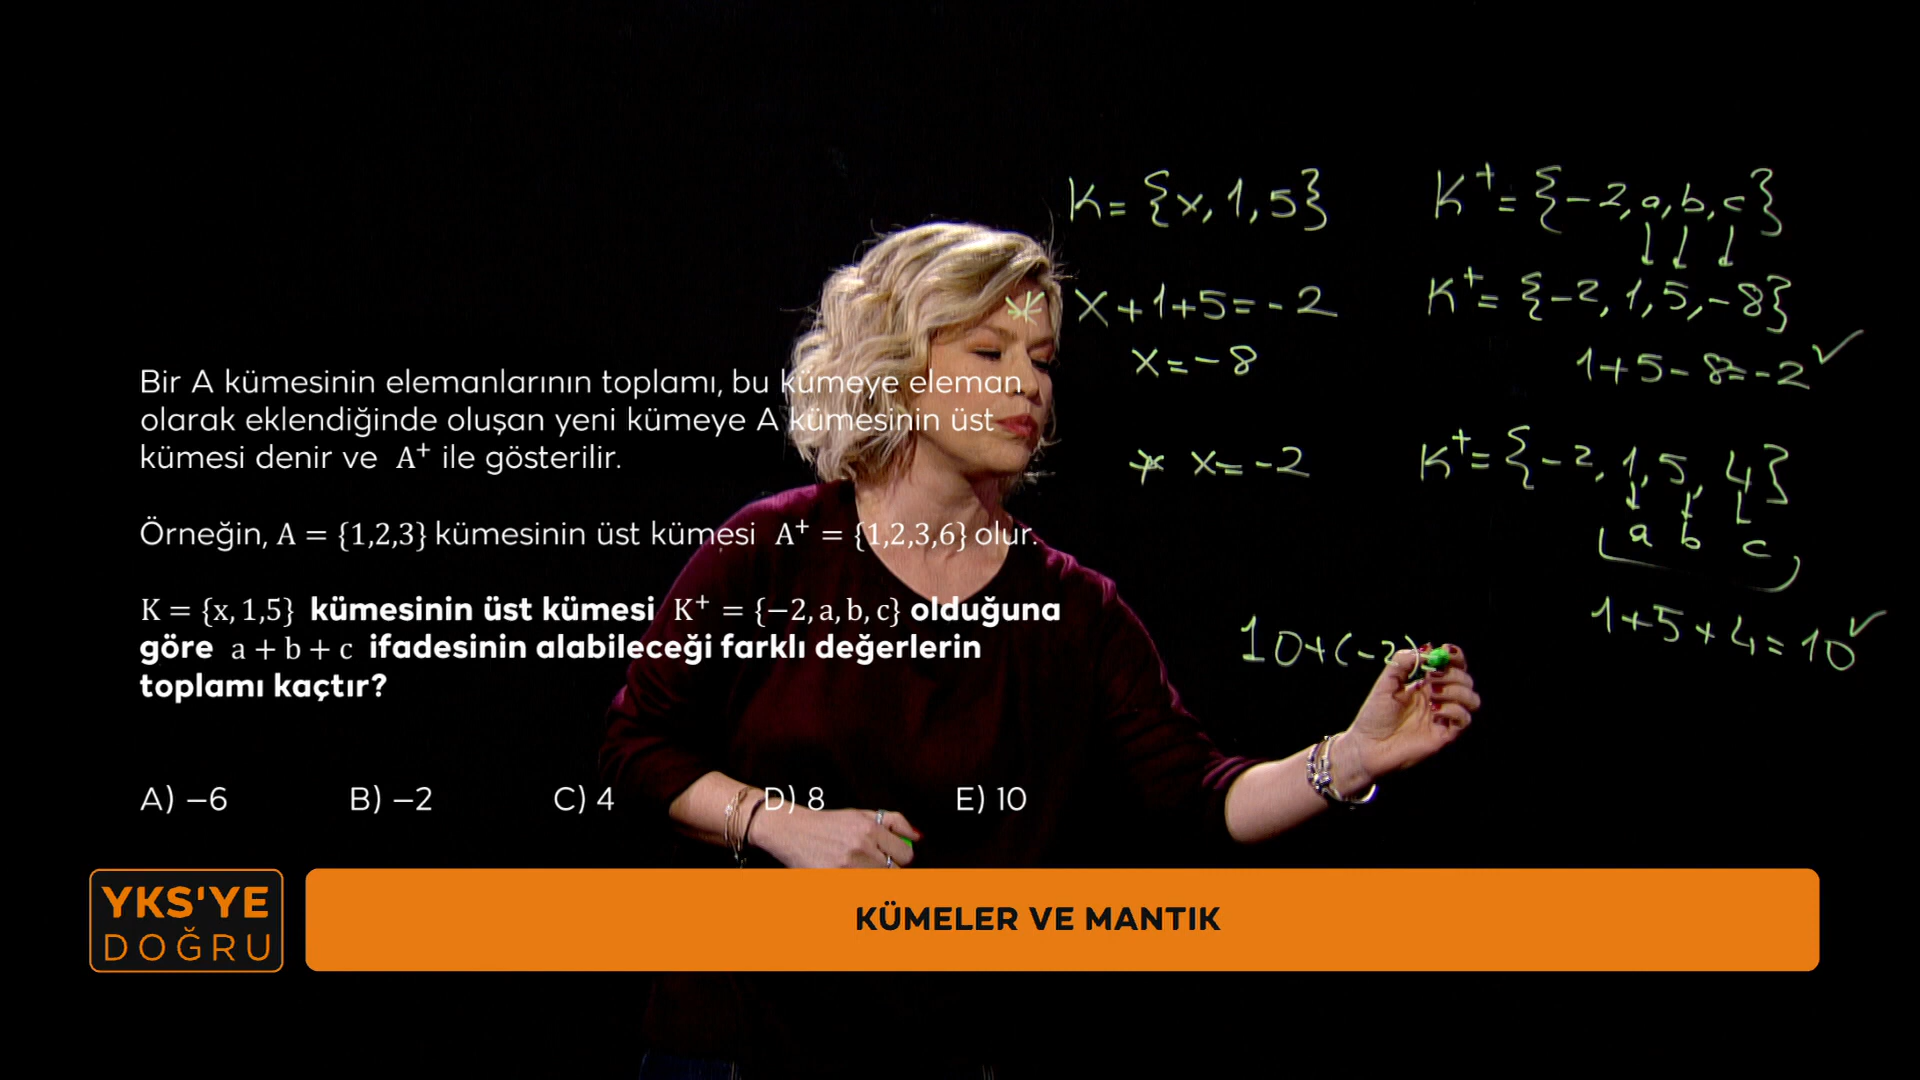 Bir A kümesinin elemanlarının toplamı, bu kümeye eleman
olarak eklendiğinde oluşan yeni kümeye A kümesinin üst
kümesi denir ve A⁺ ile gösterilir.
Örneğin, A = {1,2,3} kümesinin üst kümesi A⁺ = {1,2,3,6} olur.
K = {x, 1,5} kümesinin üst kümesi K⁺ = {−2, a, b, c} olduğuna
göre a + b + c ifadesinin alabileceği farklı değerlerin
toplamı kaçtır?
A) −6 B) −2 C) 4 D) 8 E) 10
K= {x, 1, 5} K⁺= {-2, a, b, c}
* x+1+5=-2 K⁺= {-2, 1, 5, -8}
x=-8 1+5-8=-2 ✓
* x=-2 K⁺= {-2, 1, 5, 4}
a b c
1+5+4=10 ✓
10+(-2)=
YKS'YE
DOĞRU
KÜMELER VE MANTIK